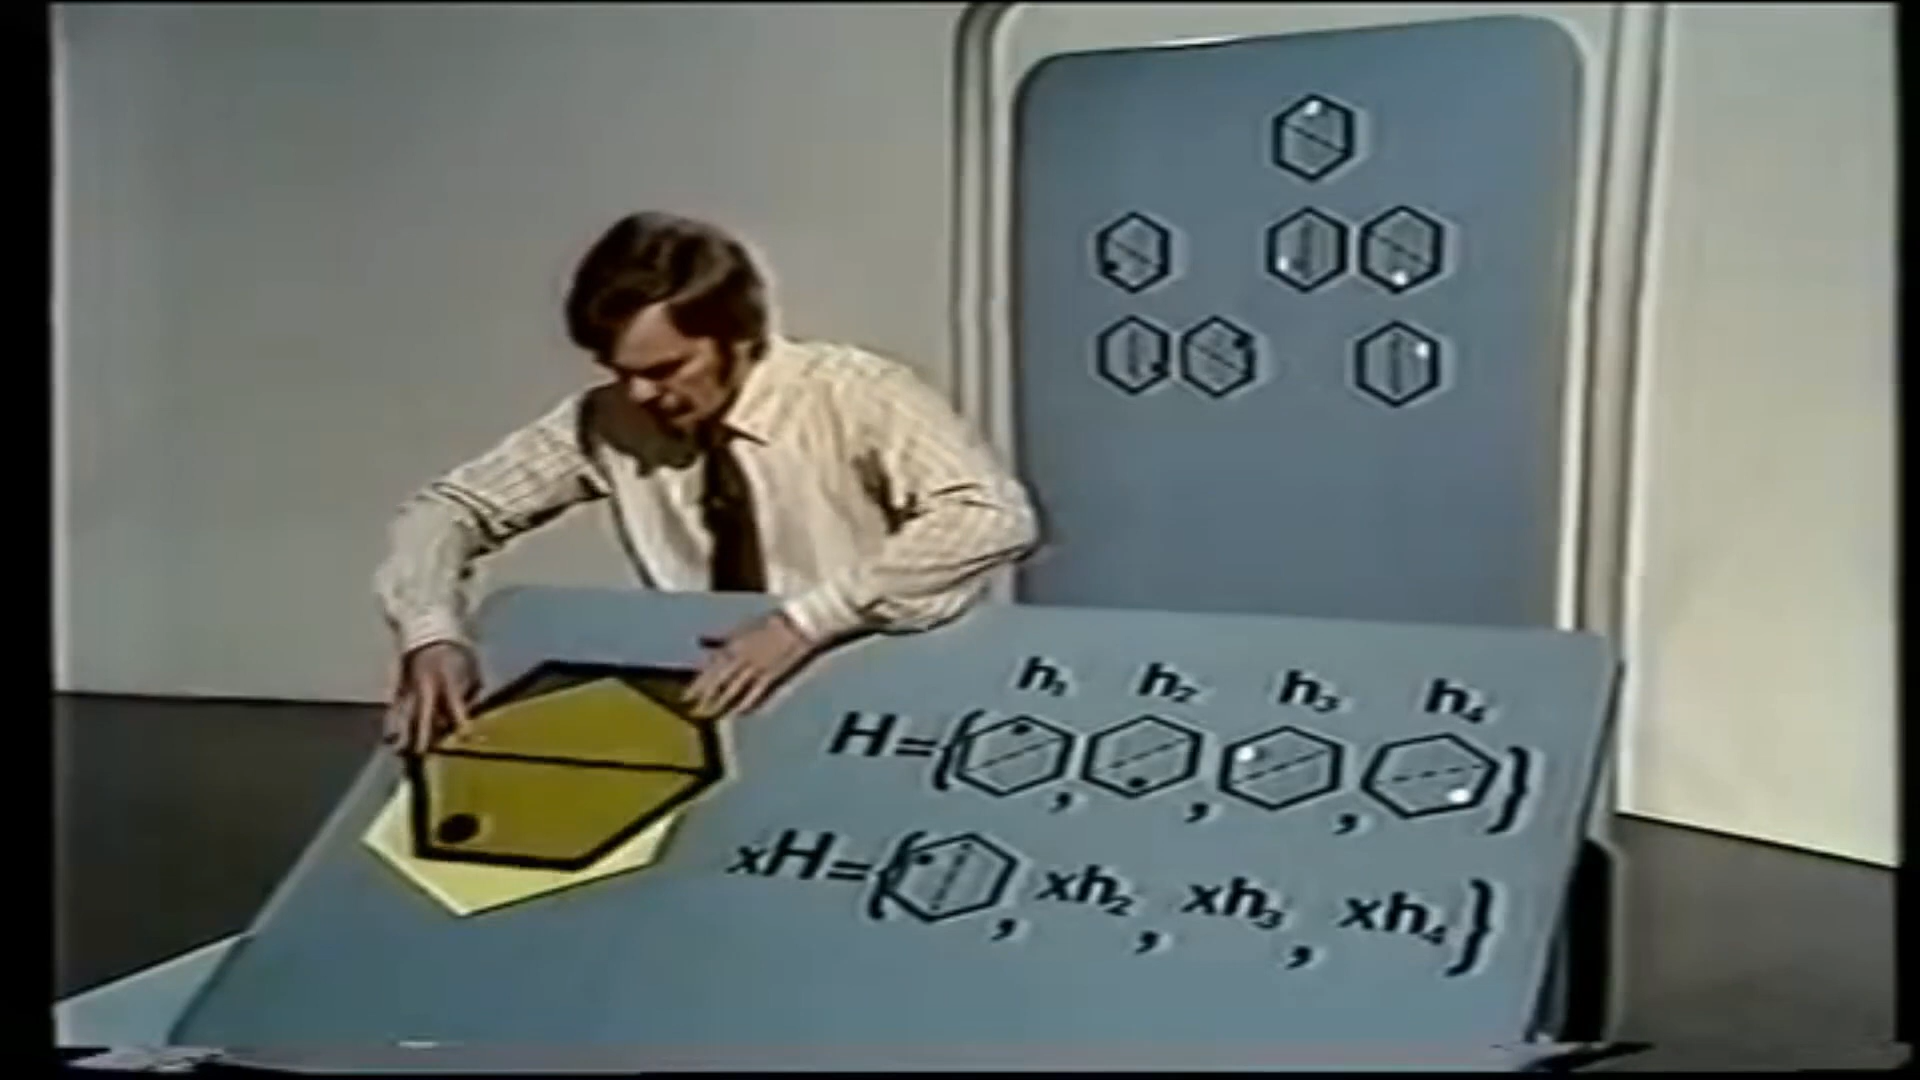 h₁ h₂ h₃ h₄
H={ , , , }
xH={ , xh₂, xh₃, xh₄}